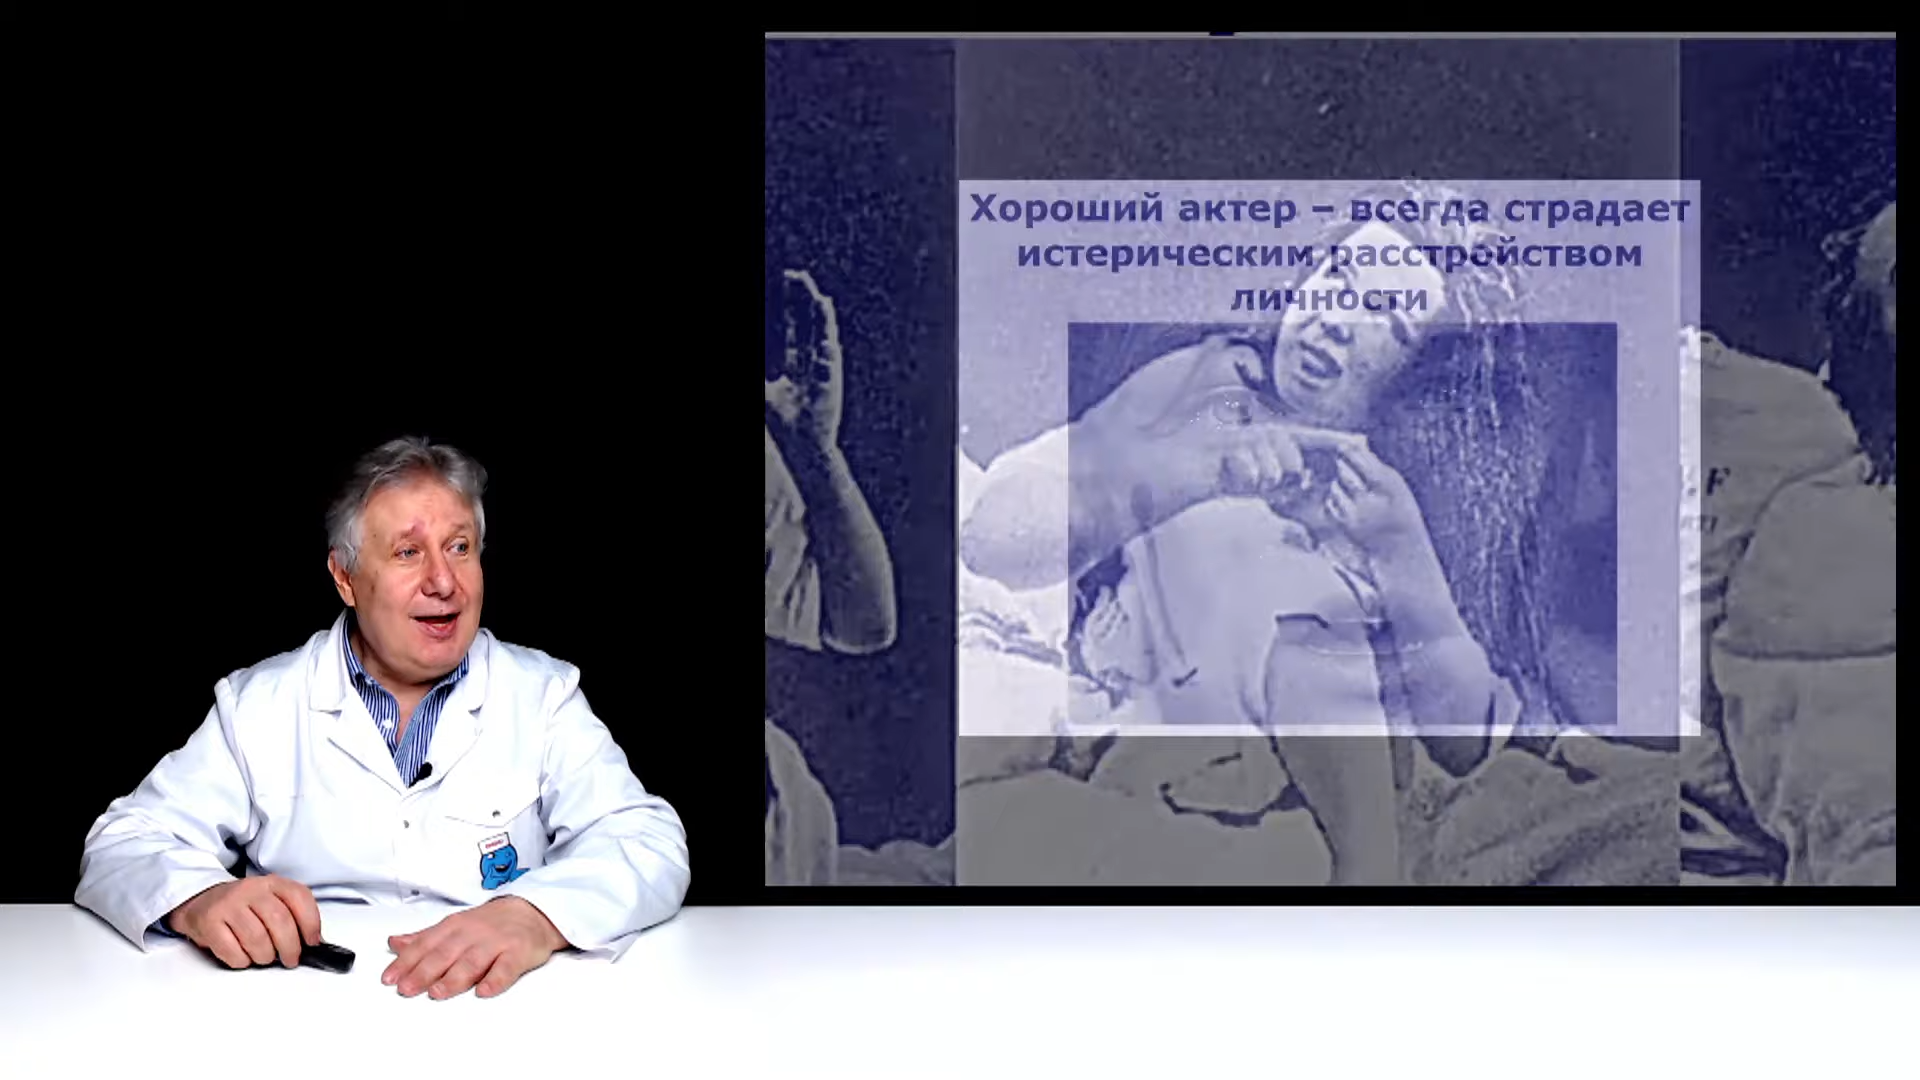 Хороший актер – всегда страдает
истерическим расстройством
личности